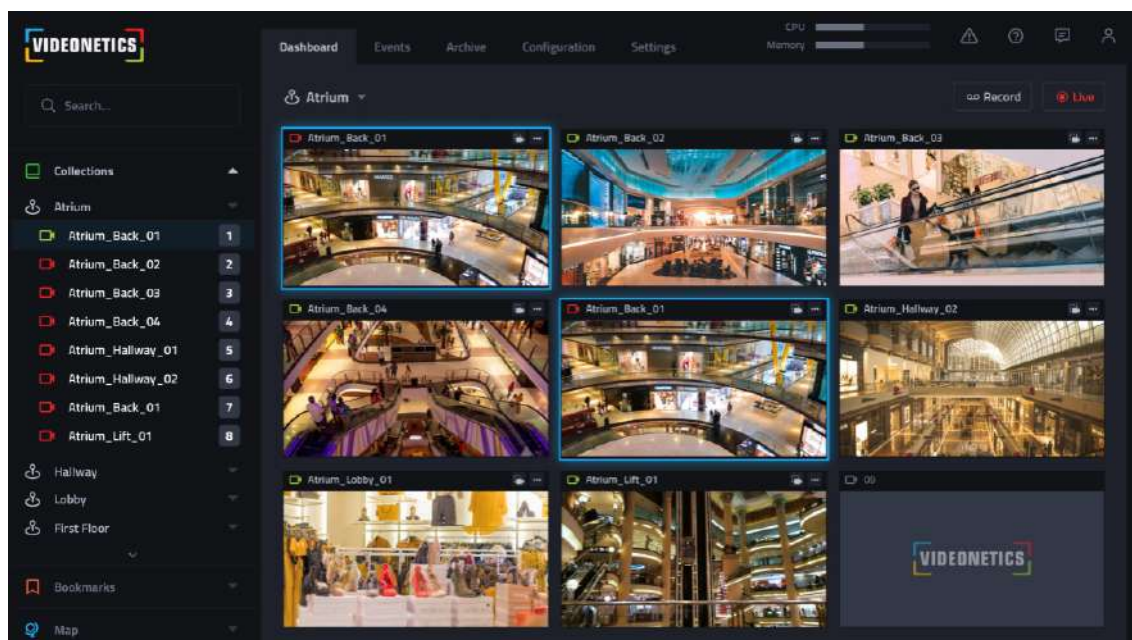 VIDEONETICS
Dashboard
Events
Archive
Configuration
Settings
CPU
Memory
Search...
Atrium
Record
Live
Collections
Atrium
Atrium_Back_01 1
Atrium_Back_02 2
Atrium_Back_03 3
Atrium_Back_04 4
Atrium_Hallway_01 5
Atrium_Hallway_02 6
Atrium_Back_01 7
Atrium_Lift_01 8
Hallway
Lobby
First Floor
Bookmarks
Map
Atrium_Back_01
Atrium_Back_02
Atrium_Back_03
Atrium_Back_04
Atrium_Back_01
Atrium_Hallway_02
Atrium_Lobby_01
Atrium_Lift_01
09
VIDEONETICS